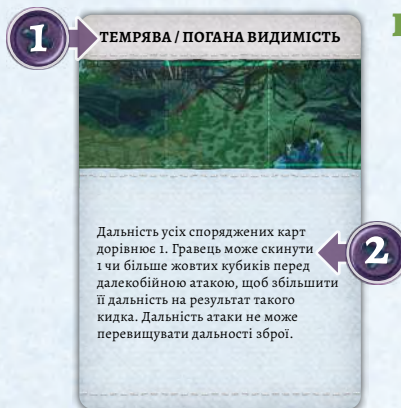 1
ТЕМРЯВА / ПОГАНА ВИДИМІСТЬ
Дальність усіх споряджених карт
дорівнює 1. Гравець може скинути
1 чи більше жовтих кубиків перед
далекобійною атакою, щоб збільшити
її дальність на результат такого
кидка. Дальність атаки не може
перевищувати дальності зброї.
2